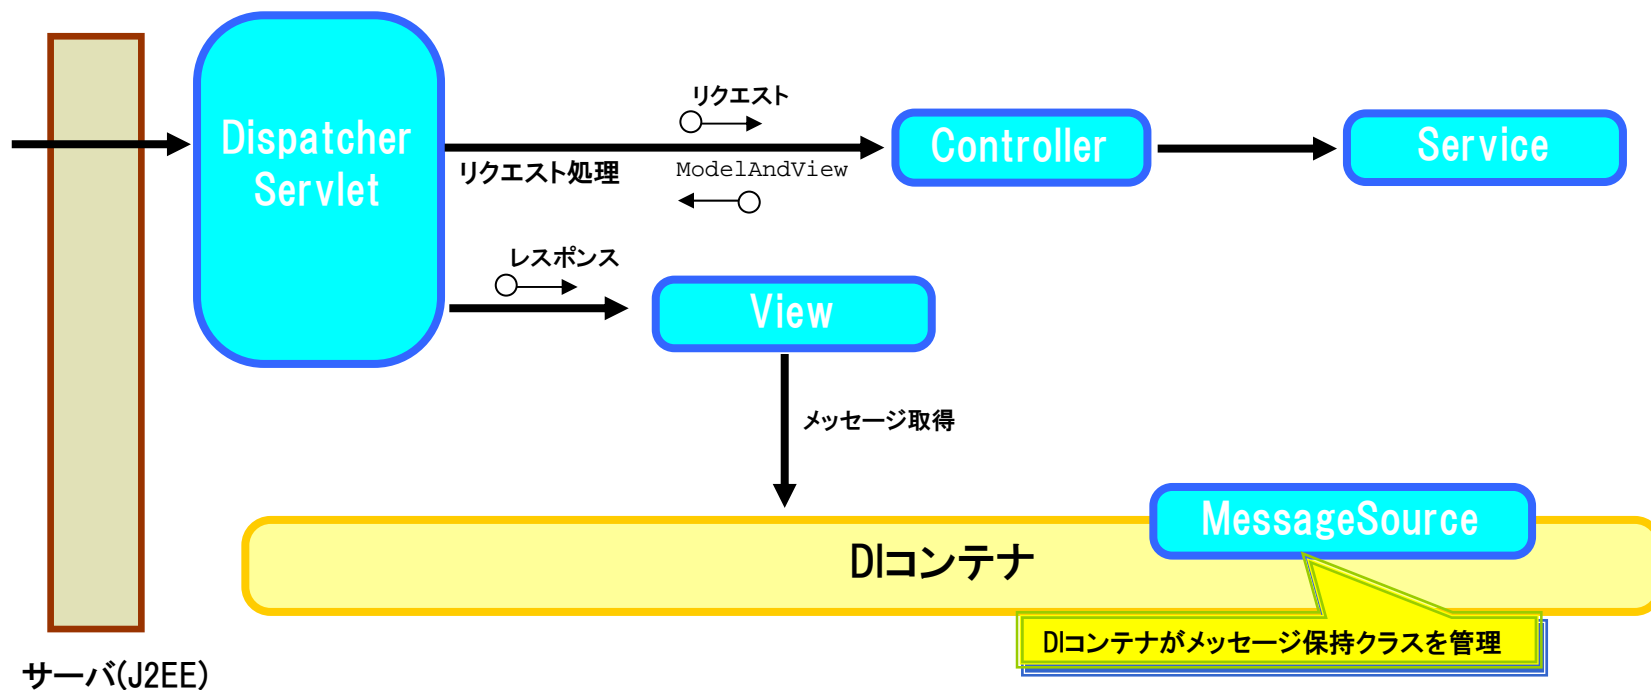 Dispatcher
Servlet
リクエスト
Controller
Service
リクエスト処理
ModelAndView
レスポンス
View
メッセージ取得
MessageSource
DIコンテナ
DIコンテナがメッセージ保持クラスを管理
サーバ(J2EE)